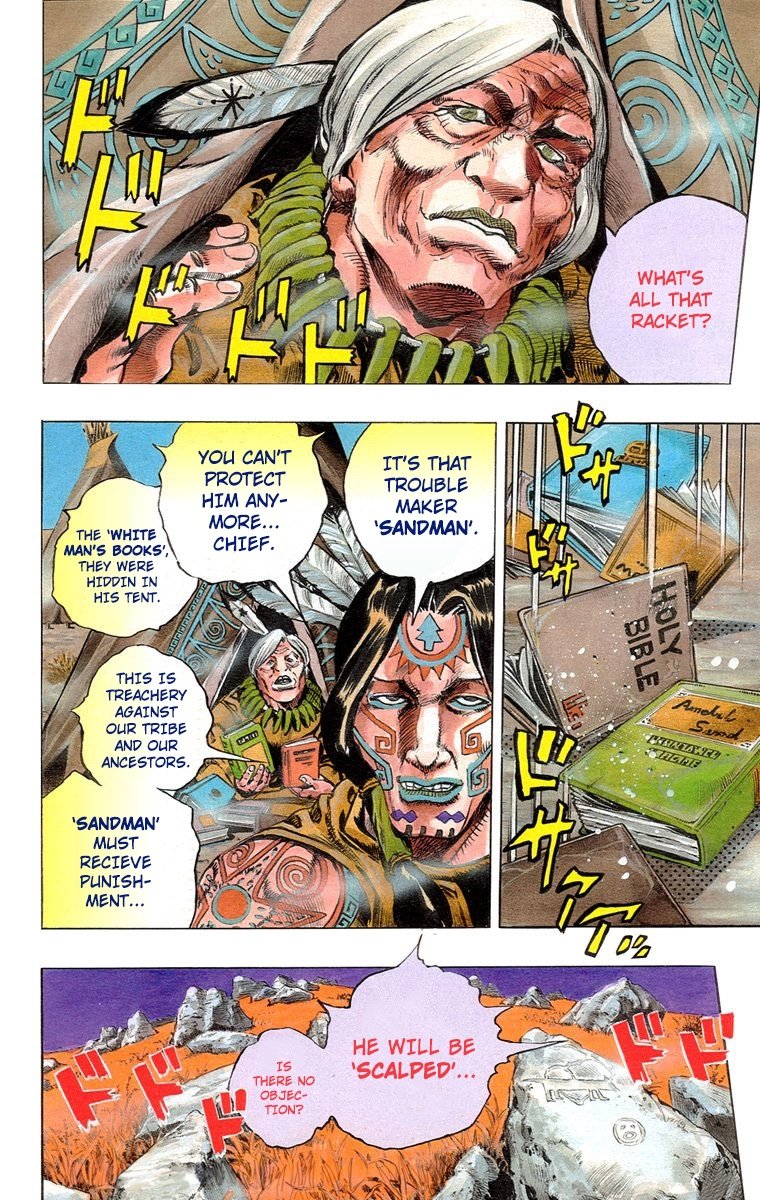 ドド
ド
ド
ド
WHAT'S
ALL THAT
RACKET?
ドサ
ドサ
HOLY
BIBLE
ドサァーッ
IT'S THAT
TROUBLE
MAKER
'SANDMAN'.
YOU CAN'T
PROTECT
HIM ANY-
MORE...
CHIEF.
THE 'WHITE
MAN'S BOOKS',
THEY WERE
HIDDIN IN
HIS TENT.
THIS IS
TREACHERY
AGAINST
OUR TRIBE
AND OUR
ANCESTORS.
'SANDMAN'
MUST
RECIEVE
PUNISH-
MENT...
ドド
HE WILL BE
'SCALPED'...
IS
THERE NO
OBJEC-
TION?
ドドド